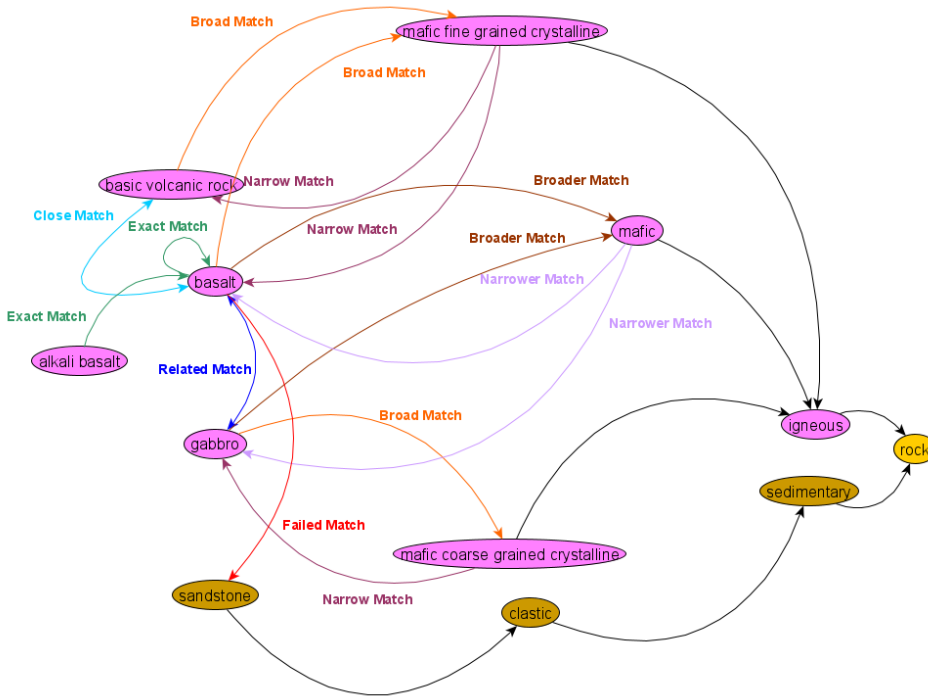 Broad Match
mafic fine grained crystalline
Broad Match
basic volcanic rock
Narrow Match
Broader Match
Close Match
Exact Match
Narrow Match
Broader Match
mafic
basalt
Narrower Match
Exact Match
Narrower Match
alkali basalt
Related Match
Broad Match
igneous
gabbro
rock
sedimentary
Failed Match
mafic coarse grained crystalline
sandstone
Narrow Match
clastic